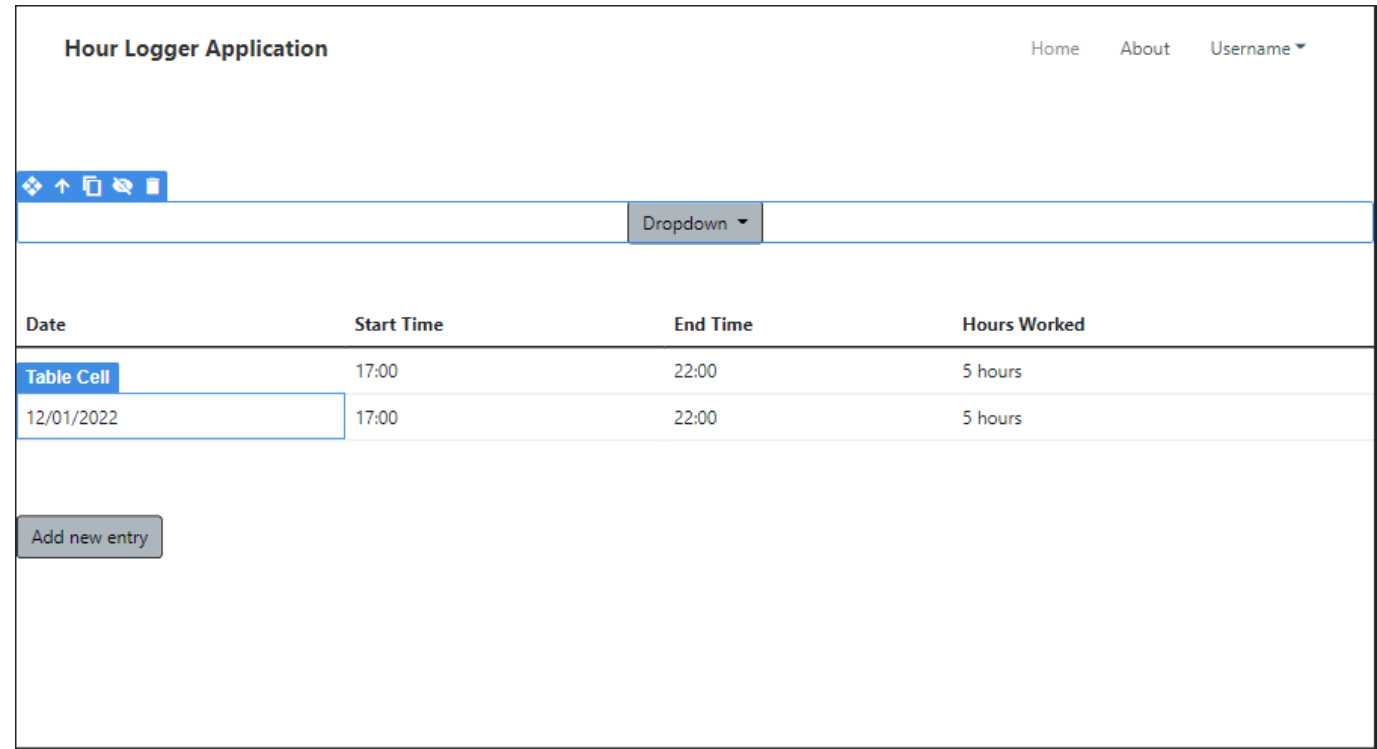 Hour Logger Application Home About Username
Dropdown
Date Start Time End Time Hours Worked
Table Cell 17:00 22:00 5 hours
12/01/2022 17:00 22:00 5 hours
Add new entry